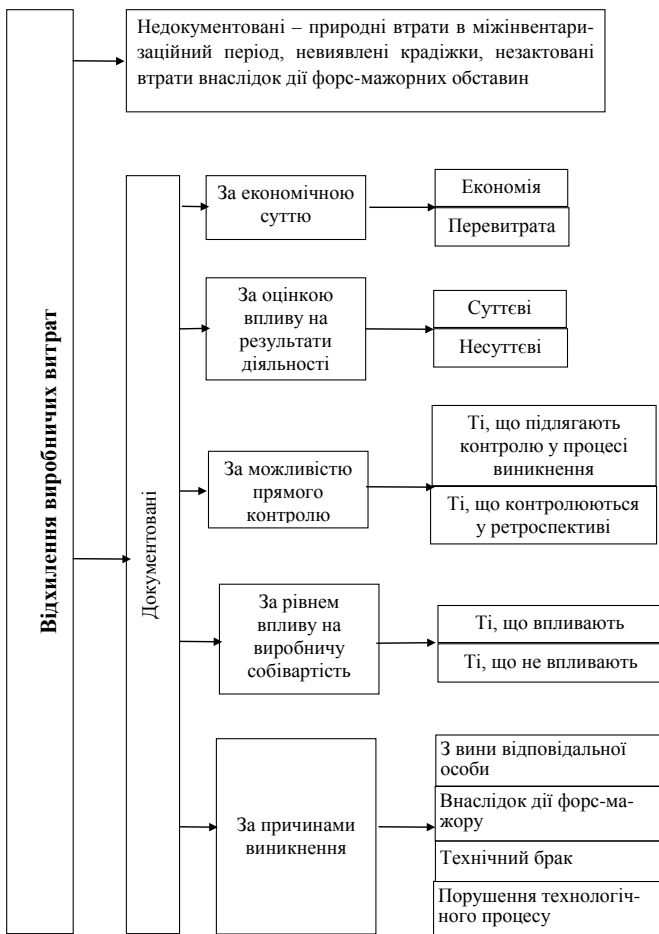 Недокументовані – природні втрати в міжінвентари-
заційний період, невиявлені крадіжки, незактовані
втрати внаслідок дії форс-мажорних обставин
Відхилення виробничих витрат
Документовані
За економічною
суттю
Економія
Перевитрата
За оцінкою
впливу на
результати
діяльності
Суттєві
Несуттєві
За можливістю
прямого
контролю
Ті, що підлягають
контролю у процесі
виникнення
Ті, що контролюються
у ретроспективі
За рівнем
впливу на
виробничу
собівартість
Ті, що впливають
Ті, що не впливають
За причинами
виникнення
З вини відповідальної
особи
Внаслідок дії форс-ма-
жору
Технічний брак
Порушення технологіч-
ного процесу